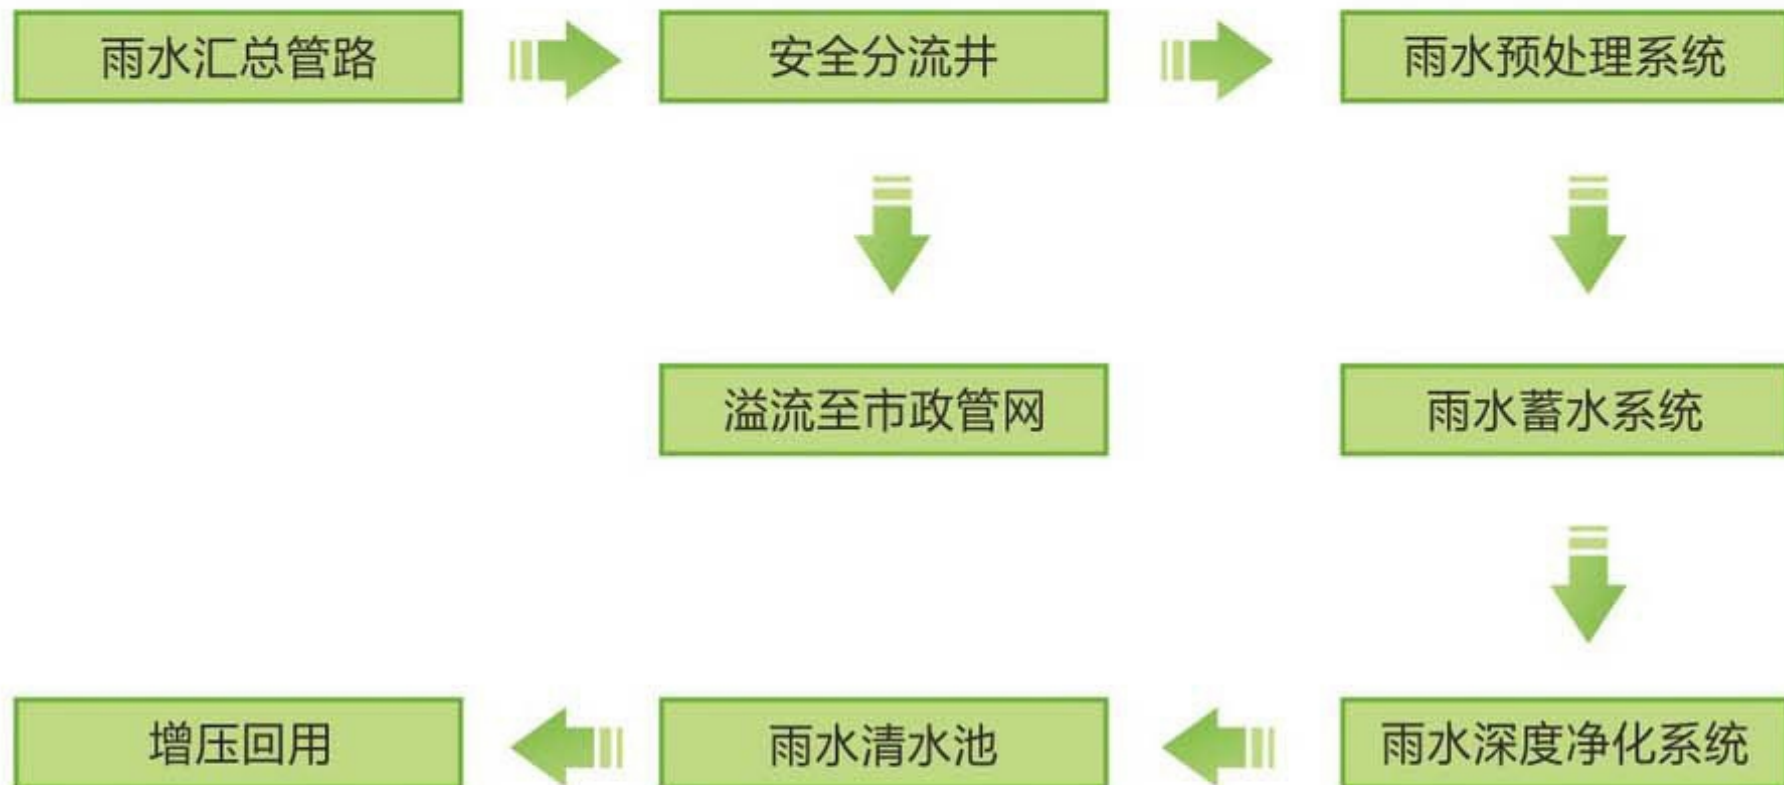 雨水汇总管路
安全分流井
雨水预处理系统
溢流至市政管网
雨水蓄水系统
增压回用
雨水清水池
雨水深度净化系统